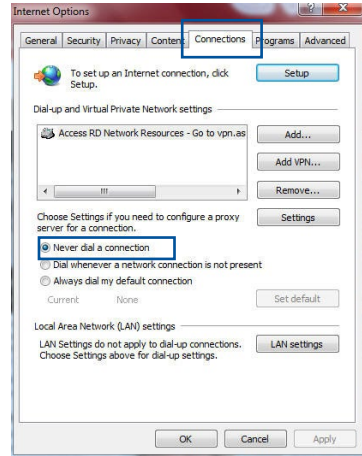 Internet Options
General Security Privacy Content Connections Programs Advanced
To set up an Internet connection, click
Setup.
Setup
Dial-up and Virtual Private Network settings
Access RD Network Resources - Go to vpn.as
Add...
Add VPN...
Remove...
Choose Settings if you need to configure a proxy
server for a connection.
Settings
Never dial a connection
Dial whenever a network connection is not present
Always dial my default connection
Current None
Set default
Local Area Network (LAN) settings
LAN Settings do not apply to dial-up connections.
Choose Settings above for dial-up settings.
LAN settings
OK Cancel Apply